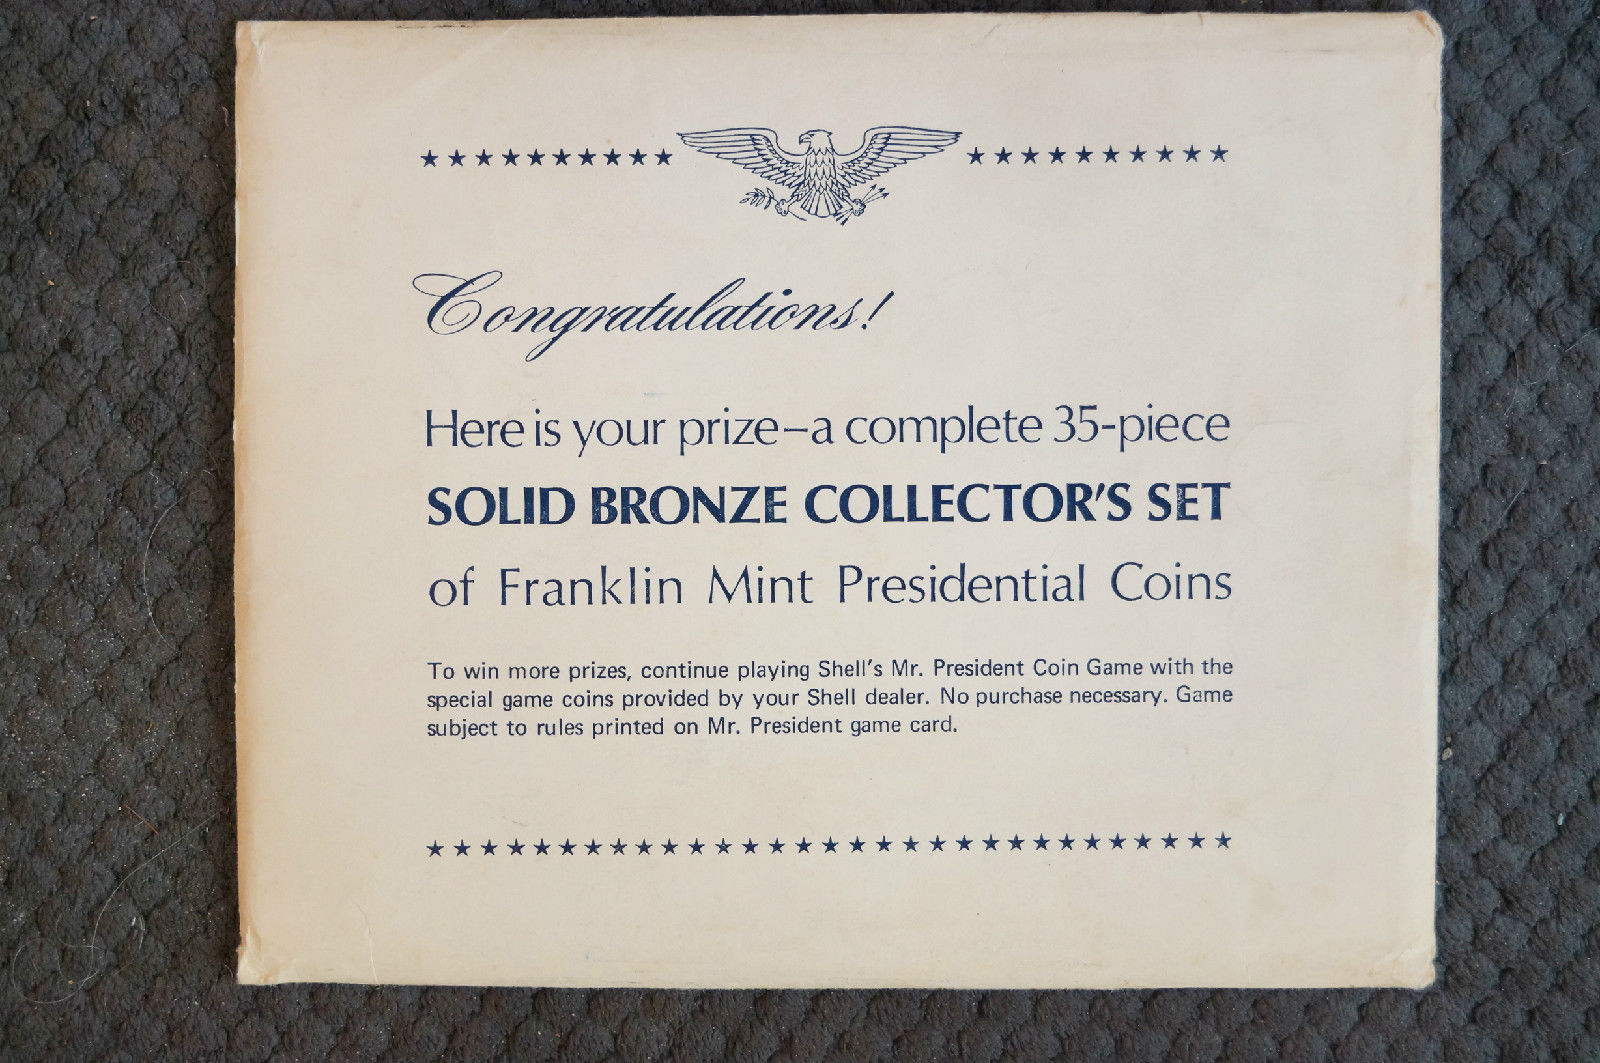 Congratulations!
Here is your prize–a complete 35-piece
SOLID BRONZE COLLECTOR'S SET
of Franklin Mint Presidential Coins
To win more prizes, continue playing Shell's Mr. President Coin Game with the
special game coins provided by your Shell dealer. No purchase necessary. Game
subject to rules printed on Mr. President game card.